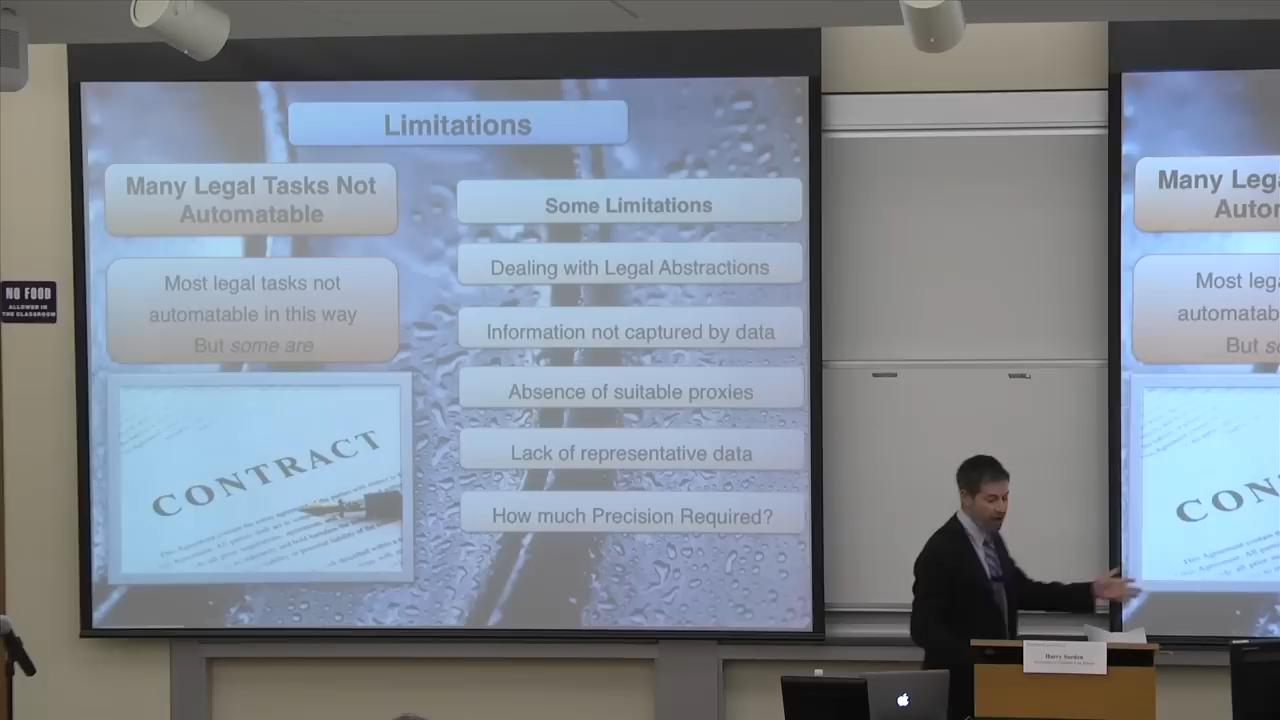 Limitations
Many Legal Tasks Not
Automatable
Most legal tasks not
automatable in this way
But some are
CONTRACT
Some Limitations
Dealing with Legal Abstractions
Information not captured by data
Absence of suitable proxies
Lack of representative data
How much Precision Required?
NO FOOD
ALLOWED IN
THE CLASSROOM
Many Leg
Autor
Most lega
automatab
But so
CON
Harry Surden